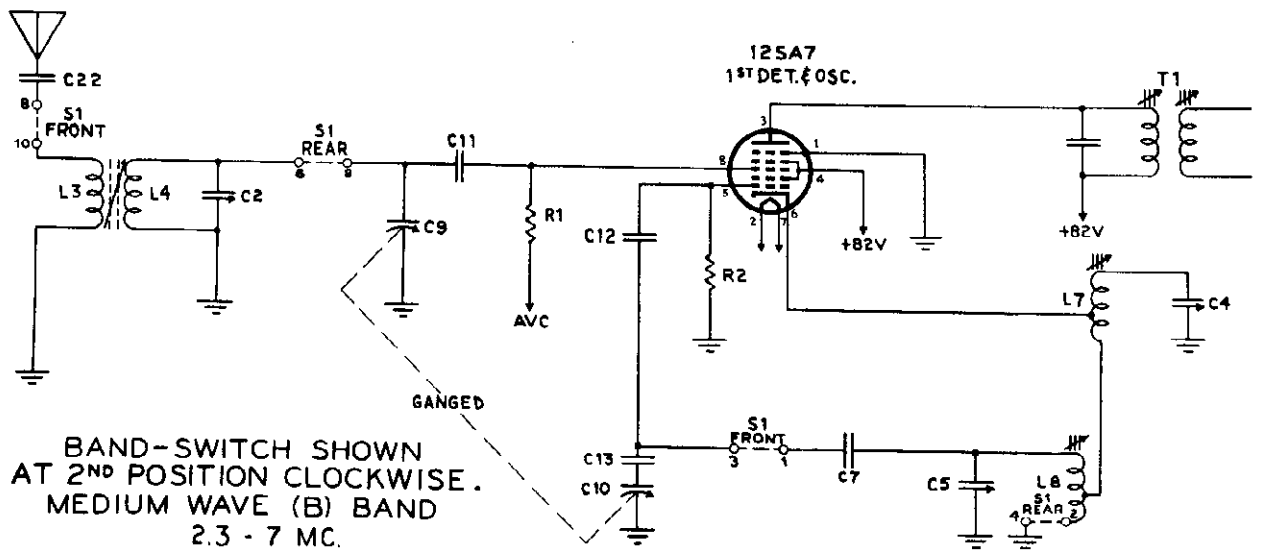 C22
8
S1
FRONT
10
L3
L4
C2
S1
REAR
6
9
C11
C9
R1
AVC
12SA7
1ST DET. & OSC.
3
8
5
1
4
2
7
6
+82V
C12
R2
T1
+82V
L7
C4
GANGED
C13
C10
S1
FRONT
3
1
C7
C5
L8
S1
REAR
4
2
BAND-SWITCH SHOWN
AT 2ND POSITION CLOCKWISE.
MEDIUM WAVE (B) BAND
2.3 - 7 MC.